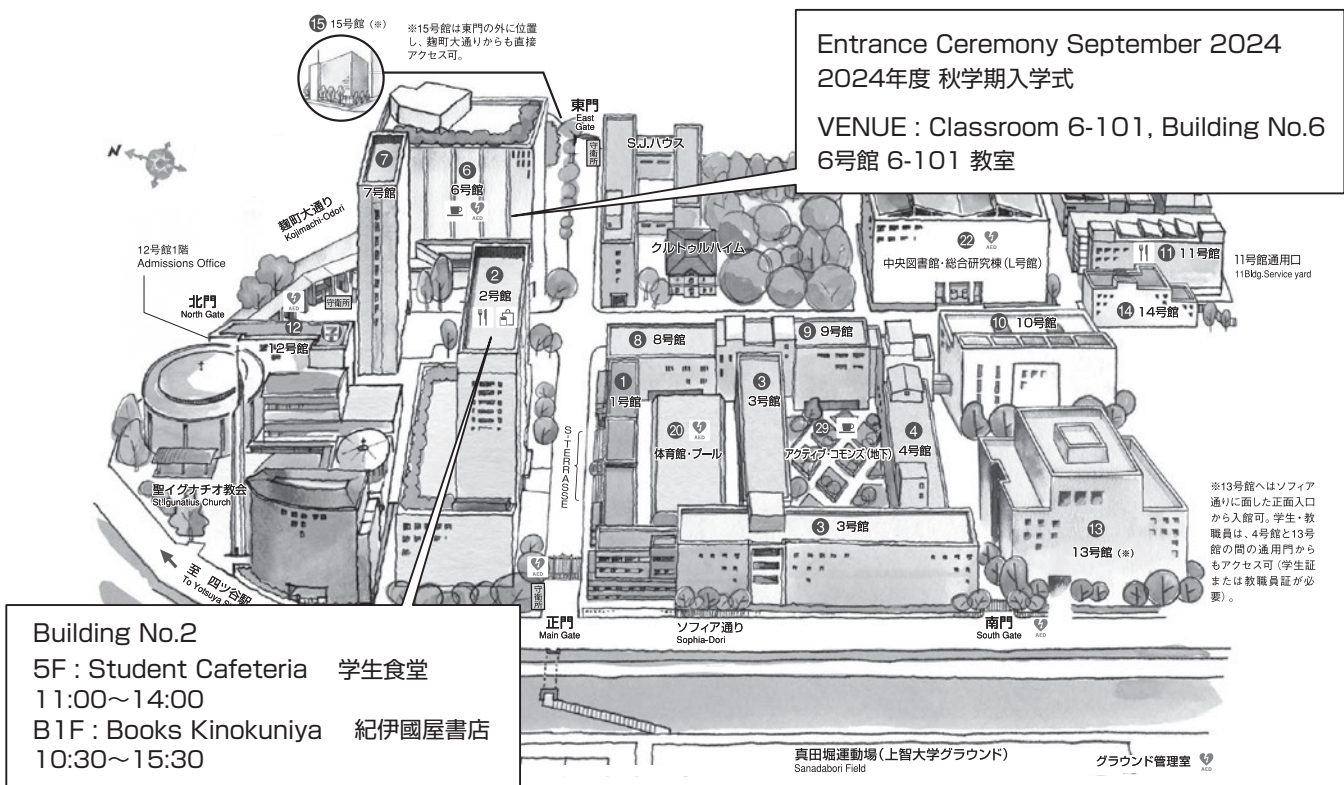 ⑮ 15号館（※）
※15号館は東門の外に位置
し、麹町大通りからも直接
アクセス可。
Entrance Ceremony September 2024
2024年度 秋学期入学式
VENUE : Classroom 6-101, Building No.6
6号館 6-101 教室
東門
East
Gate
守衛所
S.J.ハウス
N
⑦
7号館
⑥
6号館
AED
麹町大通り
Kojimachi-Odori
クルトゥルハイム
㉒
AED
中央図書館・総合研究棟（L号館）
⑪ 11号館
11号館通用口
11Bldg.Service yard
⑭ 14号館
12号館1階
Admissions Office
北門
North Gate
AED
守衛所
⑫
12号館
②
2号館
⑧ 8号館
⑨ 9号館
⑩ 10号館
①
1号館
③
3号館
⑳
AED
体育館・プール
㉙
アクティブ・コモンズ（地下）
④
4号館
S-TERRASSE
聖イグナチオ教会
St.Igunatius Church
至 四ツ谷駅
To Yotsuya S
③ 3号館
⑬
13号館（※）
※13号館へはソフィア
通りに面した正面入口
から入館可。学生・教
職員は、4号館と13号
館の間の通用門から
もアクセス可（学生証
または教職員証が必
要）。
AED
守衛所
正門
Main Gate
ソフィア通り
Sophia-Dori
南門
South Gate
AED
Building No.2
5F : Student Cafeteria 学生食堂
11:00～14:00
B1F : Books Kinokuniya 紀伊國屋書店
10:30～15:30
真田堀運動場（上智大学グラウンド）
Sanadabori Field
グラウンド管理室
AED